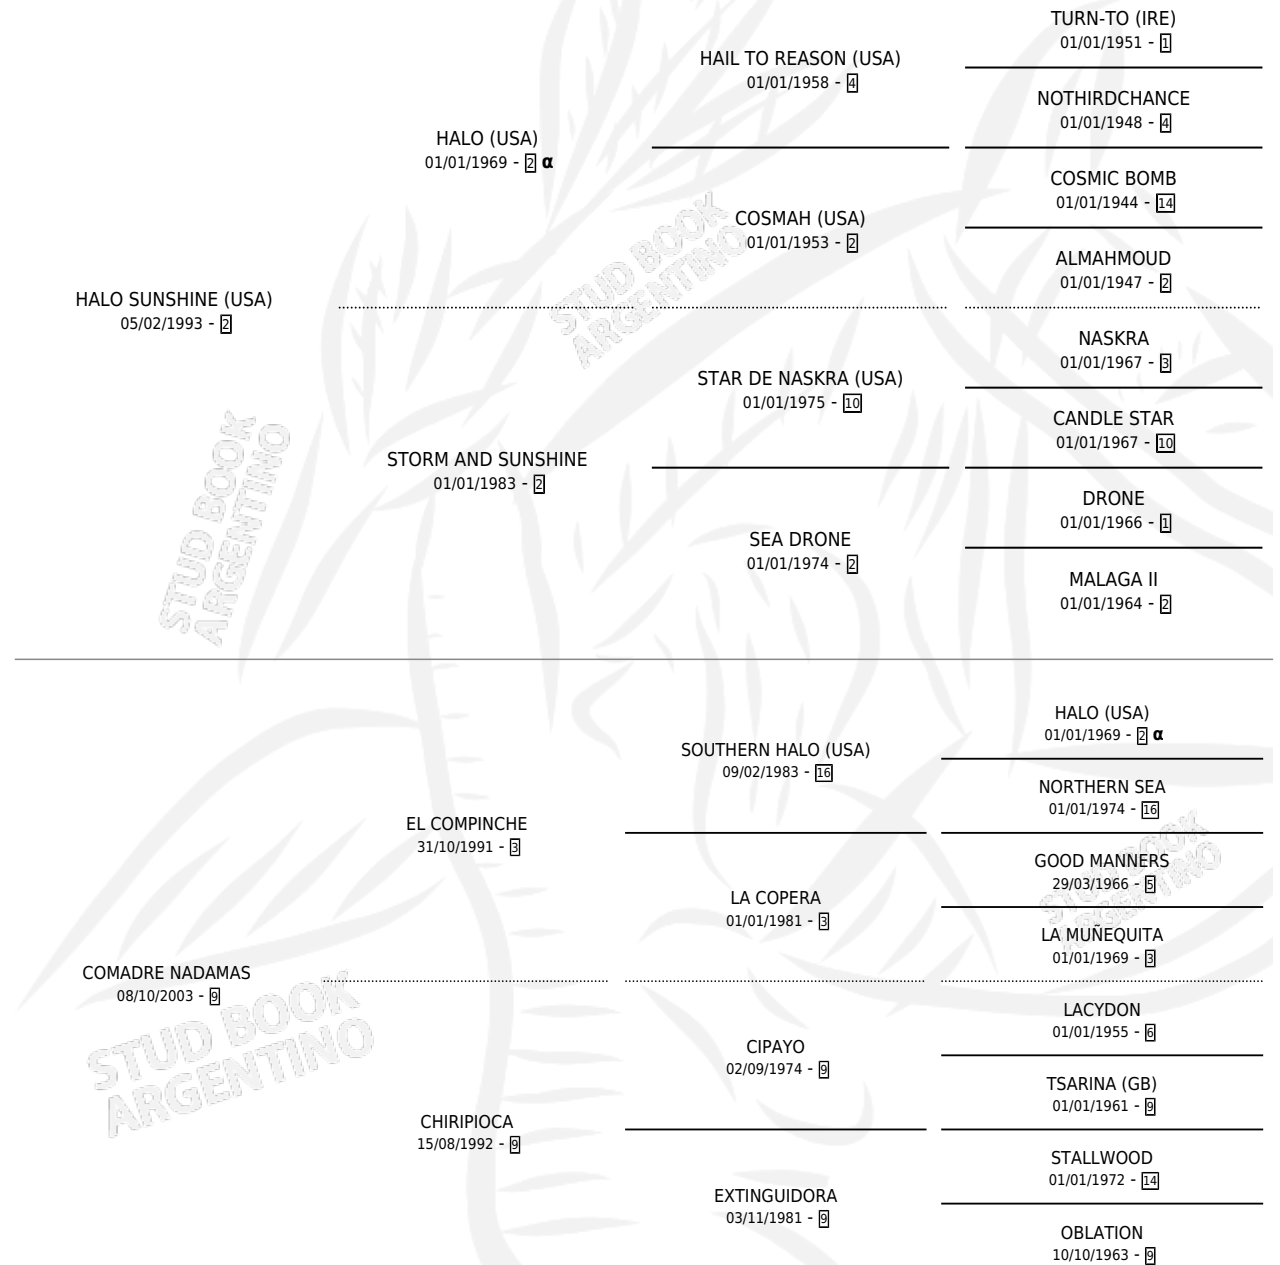 TURN-TO (IRE)
01/01/1951 - 1
HAIL TO REASON (USA)
01/01/1958 - 4
NOTHIRDCHANCE
01/01/1948 - 4
HALO (USA)
01/01/1969 - 2 α
COSMIC BOMB
01/01/1944 - 14
COSMAH (USA)
01/01/1953 - 2
ALMAHMOUD
01/01/1947 - 2
HALO SUNSHINE (USA)
05/02/1993 - 2
NASKRA
01/01/1967 - 3
STAR DE NASKRA (USA)
01/01/1975 - 10
CANDLE STAR
01/01/1967 - 10
STORM AND SUNSHINE
01/01/1983 - 2
DRONE
01/01/1966 - 1
SEA DRONE
01/01/1974 - 2
MALAGA II
01/01/1964 - 2
HALO (USA)
01/01/1969 - 2 α
SOUTHERN HALO (USA)
09/02/1983 - 16
NORTHERN SEA
01/01/1974 - 16
EL COMPINCHE
31/10/1991 - 3
GOOD MANNERS
29/03/1966 - 5
LA COPERA
01/01/1981 - 3
LA MUÑEQUITA
01/01/1969 - 3
COMADRE NADAMAS
08/10/2003 - 9
LACYDON
01/01/1955 - 6
CIPAYO
02/09/1974 - 9
TSARINA (GB)
01/01/1961 - 9
CHIRIPIOCA
15/08/1992 - 9
STALLWOOD
01/01/1972 - 14
EXTINGUIDORA
03/11/1981 - 9
OBLATION
10/10/1963 - 9
STUD BOOK
ARGENTINO
STUD BOOK
ARGENTINO
STUD BOOK
ARGENTINO
STUD BOOK
ARGENTINO